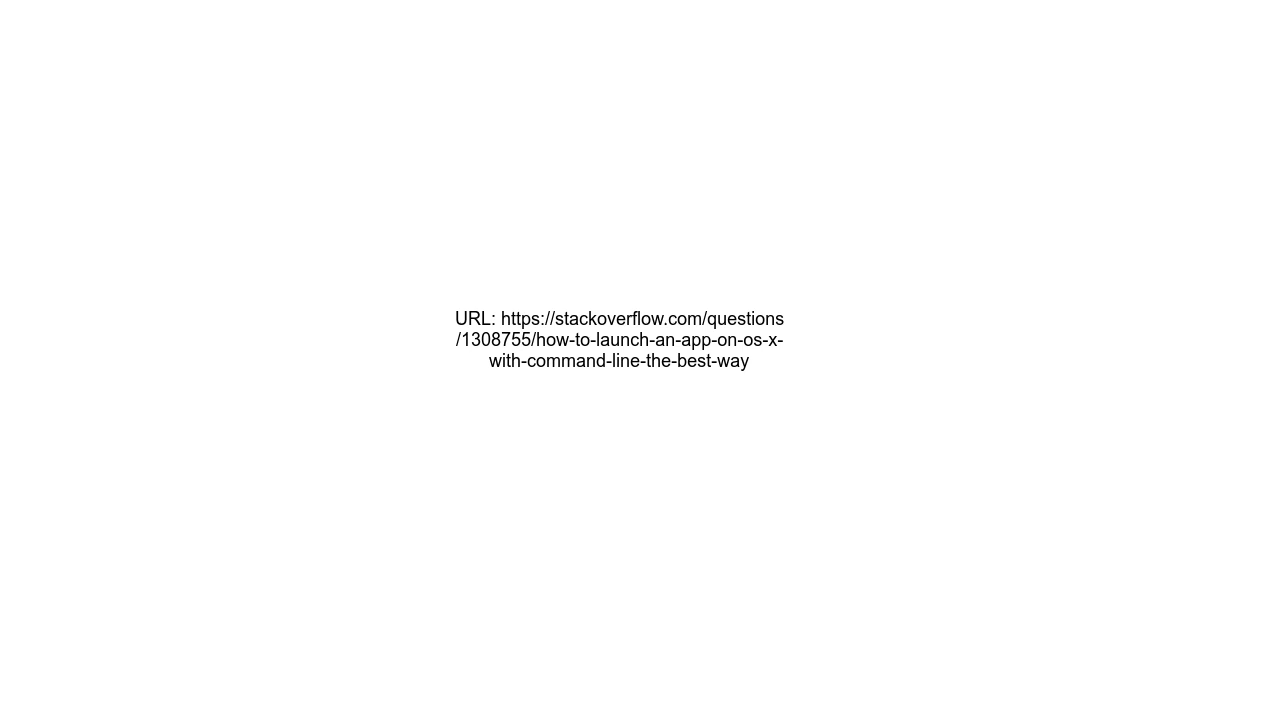 URL: https://stackoverflow.com/questions
/1308755/how-to-launch-an-app-on-os-x-
with-command-line-the-best-way